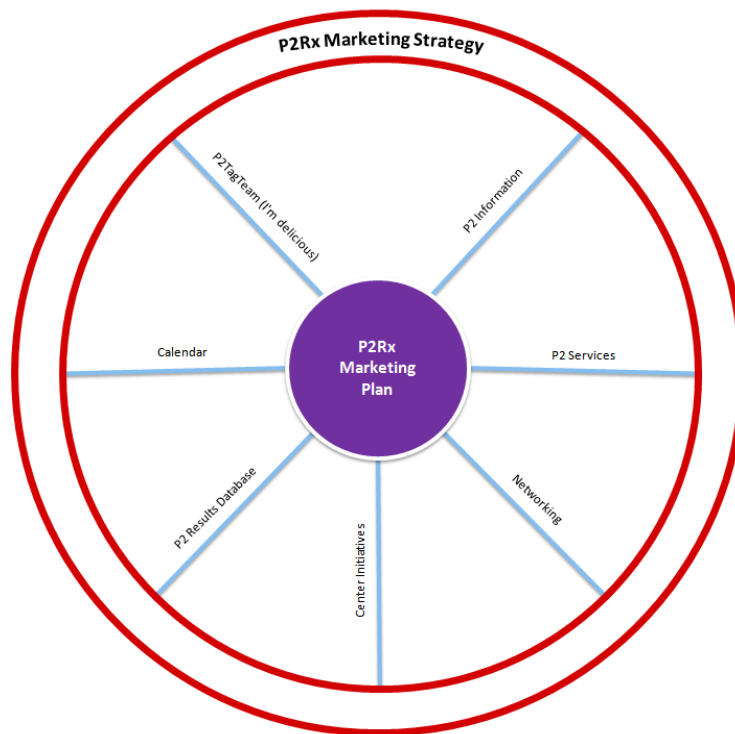 P2Rx Marketing Strategy
P2TagTeam (I'm delicious)
P2 Information
Calendar
P2Rx
Marketing
Plan
P2 Services
P2 Results Database
Networking
Center Initiatives